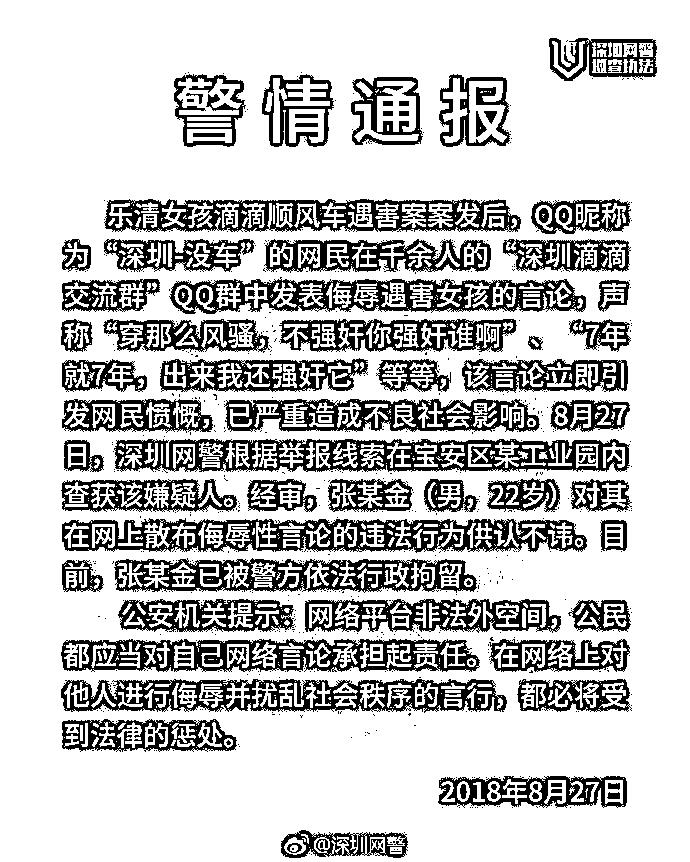 深圳网警
巡查执法
警情通报
乐清女孩滴滴顺风车遇害案案发后，QQ昵称
为“深圳-没车”的网民在千余人的“深圳滴滴
交流群”QQ群中发表侮辱遇害女孩的言论，声
称“穿那么风骚，不强奸你强奸谁啊”、“7年
就7年，出来我还强奸它”等等，该言论立即引
发网民愤慨，已严重造成不良社会影响。8月27
日，深圳网警根据举报线索在宝安区某工业园内
查获该嫌疑人。经审，张某金（男，22岁）对其
在网上散布侮辱性言论的违法行为供认不讳。目
前，张某金已被警方依法行政拘留。
公安机关提示：网络平台非法外空间，公民
都应当对自己网络言论承担起责任。在网络上对
他人进行侮辱并扰乱社会秩序的言行，都必将受
到法律的惩处。
2018年8月27日
@深圳网警